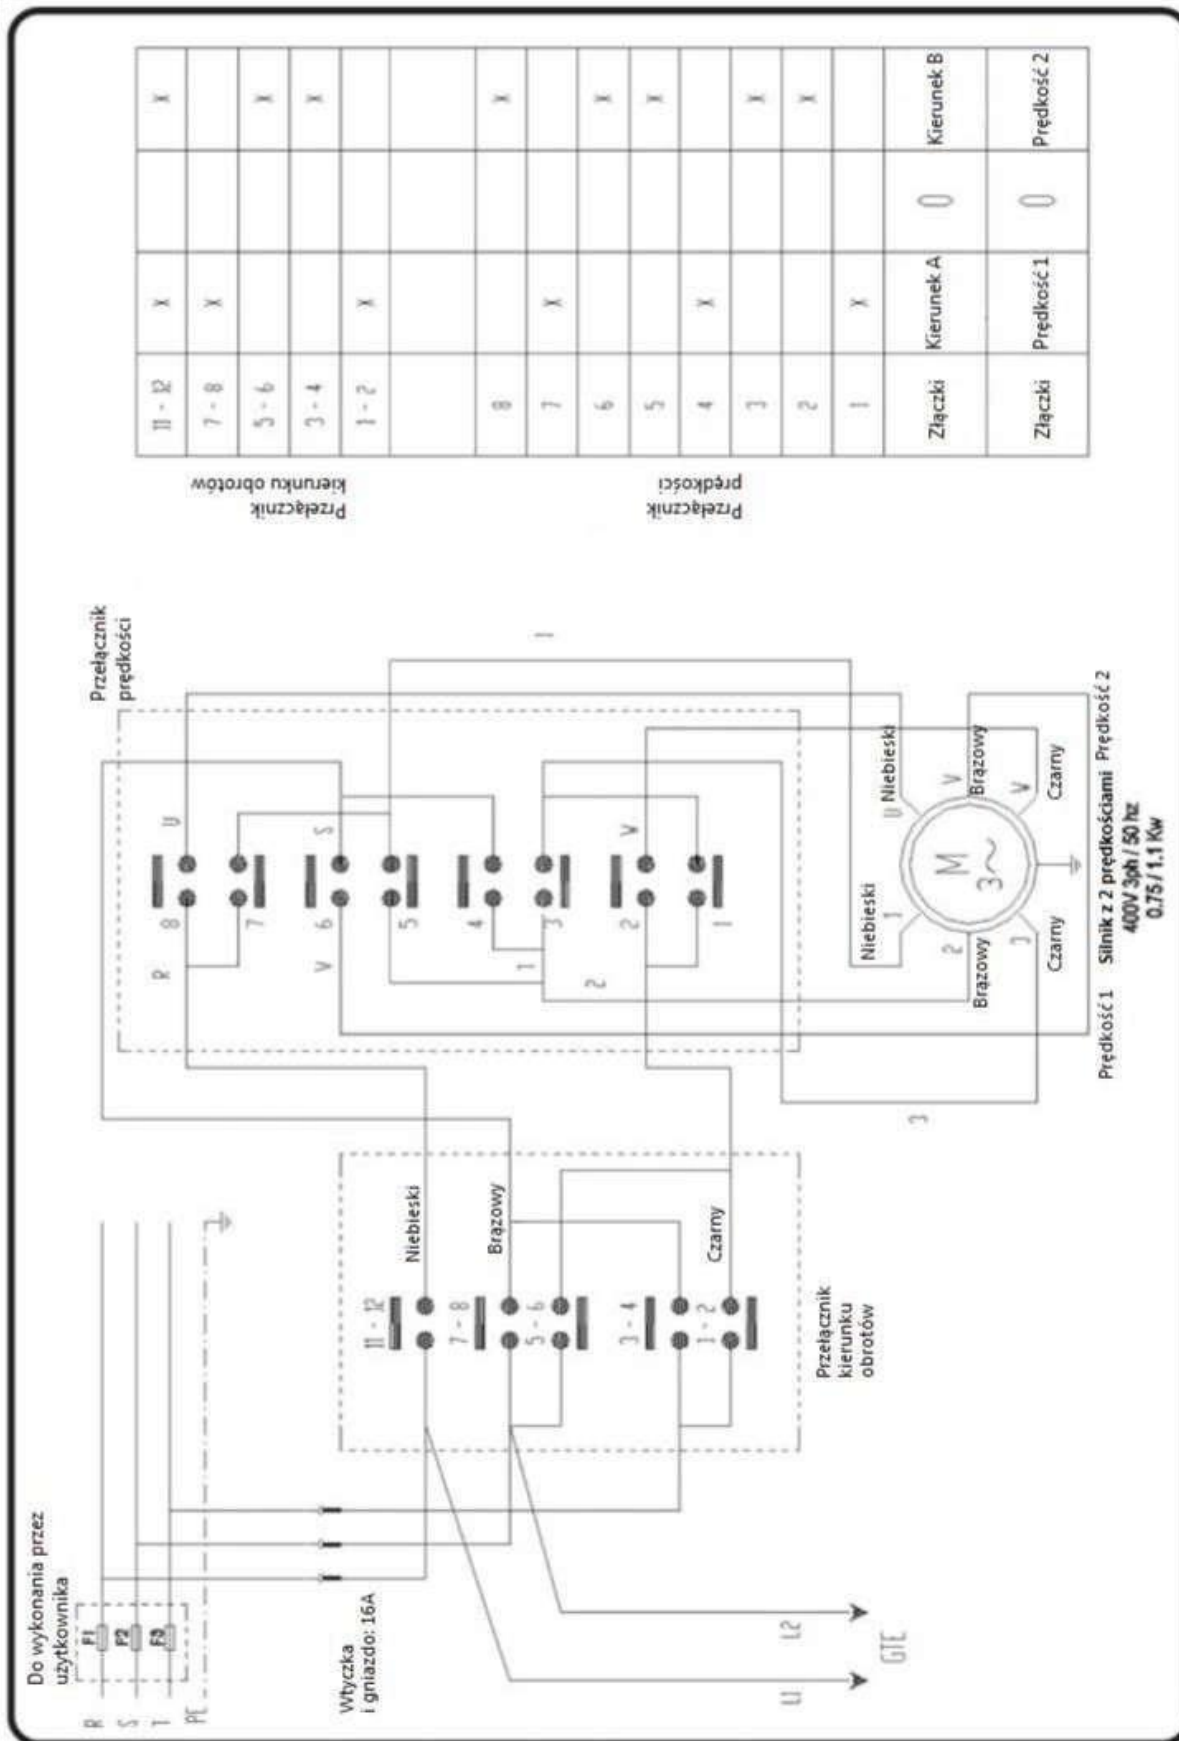 11 - 12 X X
7 - 8 X
5 - 6 X
3 - 4 X
1 - 2 X
8 X
7 X
6 X
5 X
4 X
3 X
2 X
1 X
Złączki Kierunek A 0 Kierunek B
Złączki Prędkość 1 0 Prędkość 2
Przełącznik
kierunku obrotów
Przełącznik
prędkości
Przełącznik
prędkości
R
8
U
7
V
6
S
5
4
1
3
2
2
W
1
1
3
Niebieski
1
U
Niebieski
2
Brązowy
V
Brązowy
3
Czarny
W
Czarny
M
3~
Prędkość 1
Silnik z 2 prędkościami
Prędkość 2
400V 3ph / 50 hz
0.75 / 1.1 Kw
11 - 12
Niebieski
7 - 8
Brązowy
5 - 6
3 - 4
1 - 2
Czarny
Przełącznik
kierunku
obrotów
Do wykonania przez
użytkownika
R
F1
S
F2
T
F3
PE
Wtyczka
i gniazdo: 16A
L1
L2
GTE